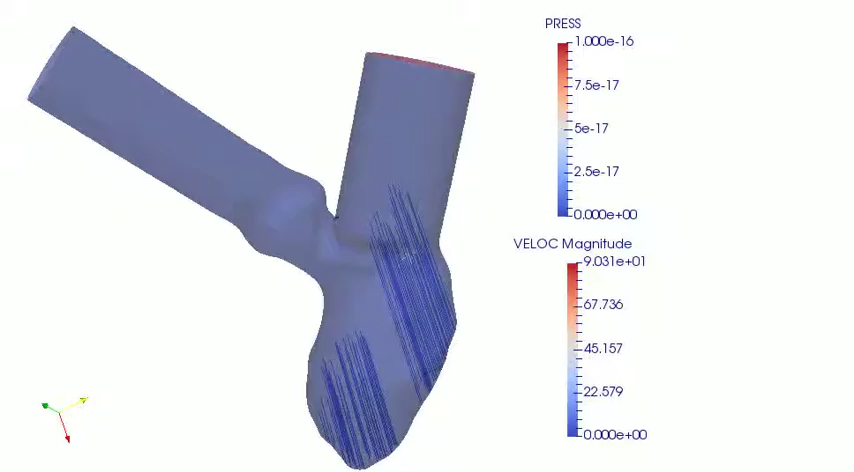 PRESS
1.000e-16
7.5e-17
5e-17
2.5e-17
0.000e+00
VELOC Magnitude
9.031e+01
67.736
45.157
22.579
0.000e+00